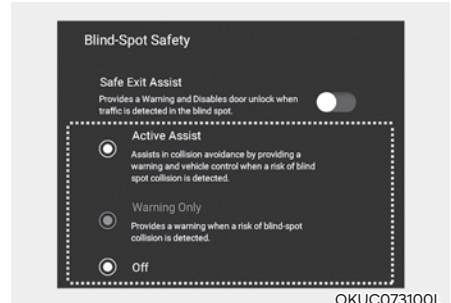 Blind-Spot Safety
Safe Exit Assist
Provides a Warning and Disables door unlock when
traffic is detected in the blind spot.
Active Assist
Assists in collision avoidance by providing a
warning and vehicle control when a risk of blind
spot collision is detected.
Warning Only
Provides a warning when a risk of blind-spot
collision is detected.
Off
OKUC073100L